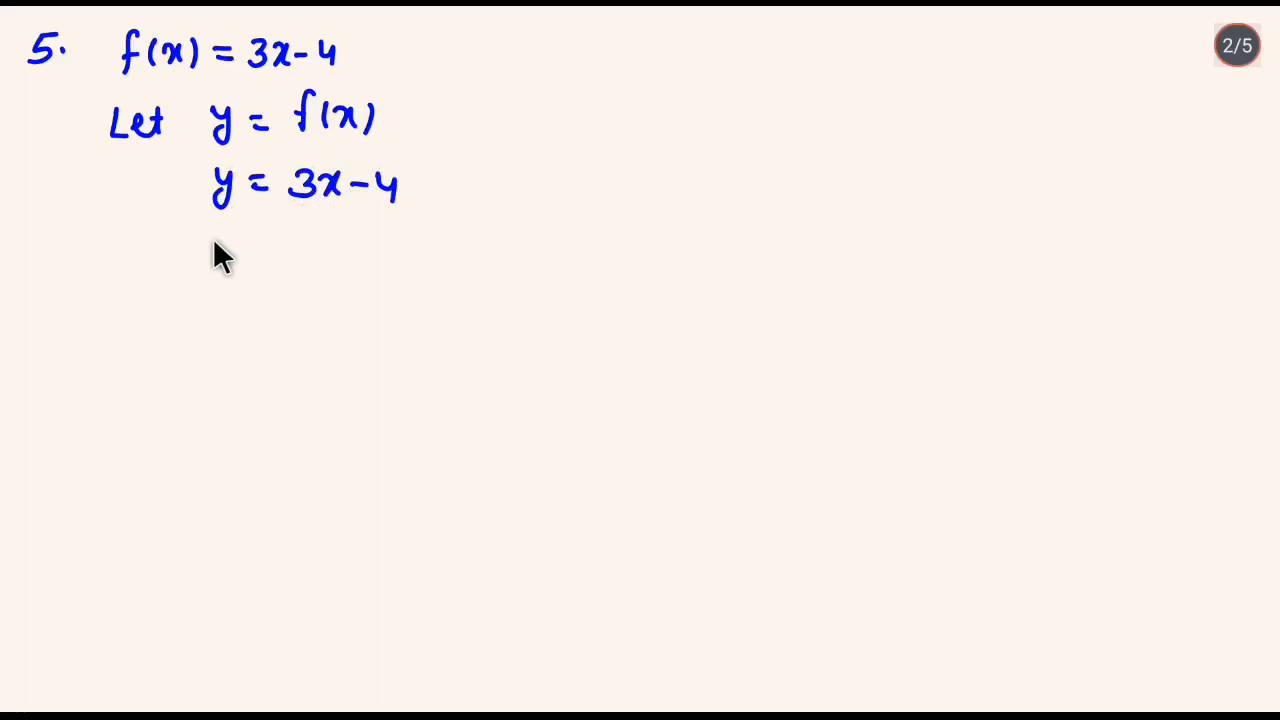 5. f(x) = 3x - 4
2/5
Let y = f(x)
y = 3x - 4